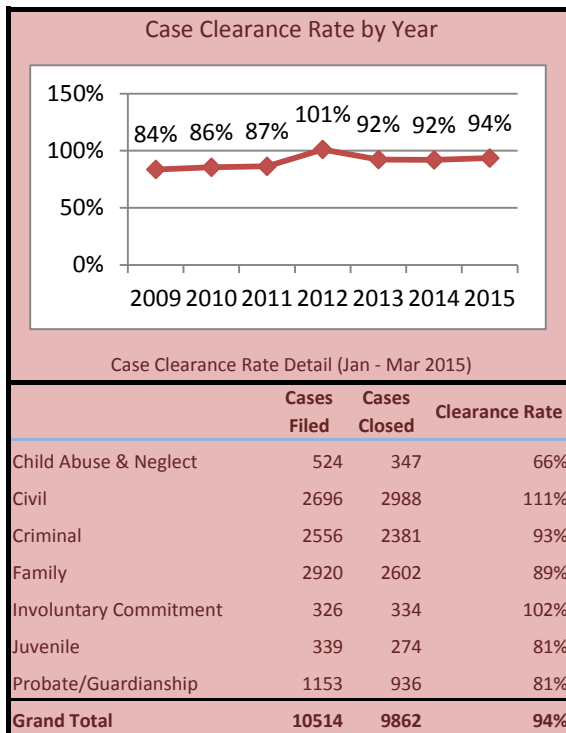 Case Clearance Rate by Year
150%
100%
50%
0%
84% 86% 87% 101% 92% 92% 94%
2009 2010 2011 2012 2013 2014 2015
Case Clearance Rate Detail (Jan - Mar 2015)
Cases Filed Cases Closed Clearance Rate
Child Abuse & Neglect 524 347 66%
Civil 2696 2988 111%
Criminal 2556 2381 93%
Family 2920 2602 89%
Involuntary Commitment 326 334 102%
Juvenile 339 274 81%
Probate/Guardianship 1153 936 81%
Grand Total 10514 9862 94%